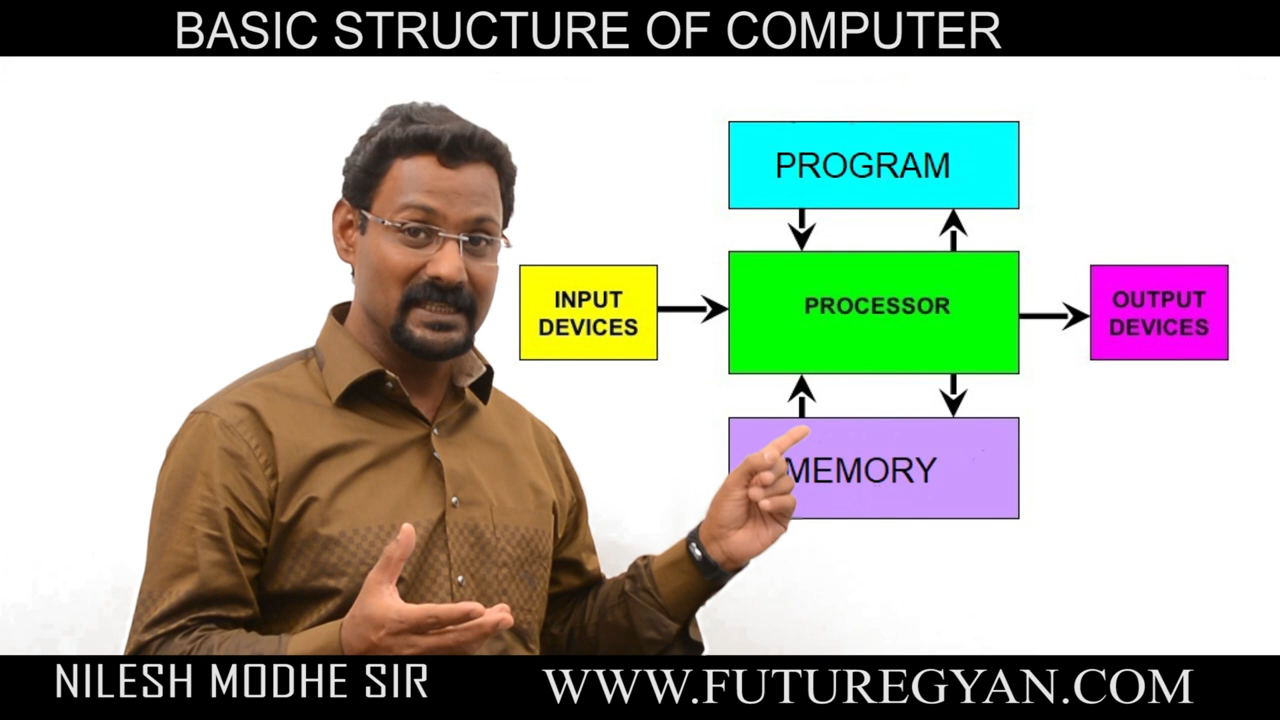 BASIC STRUCTURE OF COMPUTER
PROGRAM
INPUT
DEVICES
PROCESSOR
OUTPUT
DEVICES
MEMORY
NILESH MODHE SIR
WWW.FUTUREGYAN.COM